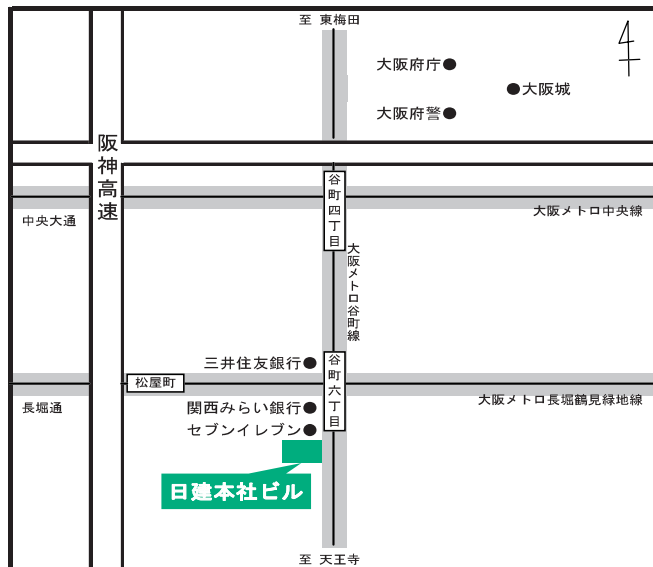 至 東梅田
大阪府庁
大阪城
大阪府警
阪神高速
谷町四丁目
中央大通
大阪メトロ中央線
大阪メトロ谷町線
三井住友銀行
谷町六丁目
松屋町
長堀通
関西みらい銀行
大阪メトロ長堀鶴見緑地線
セブンイレブン
日建本社ビル
至 天王寺